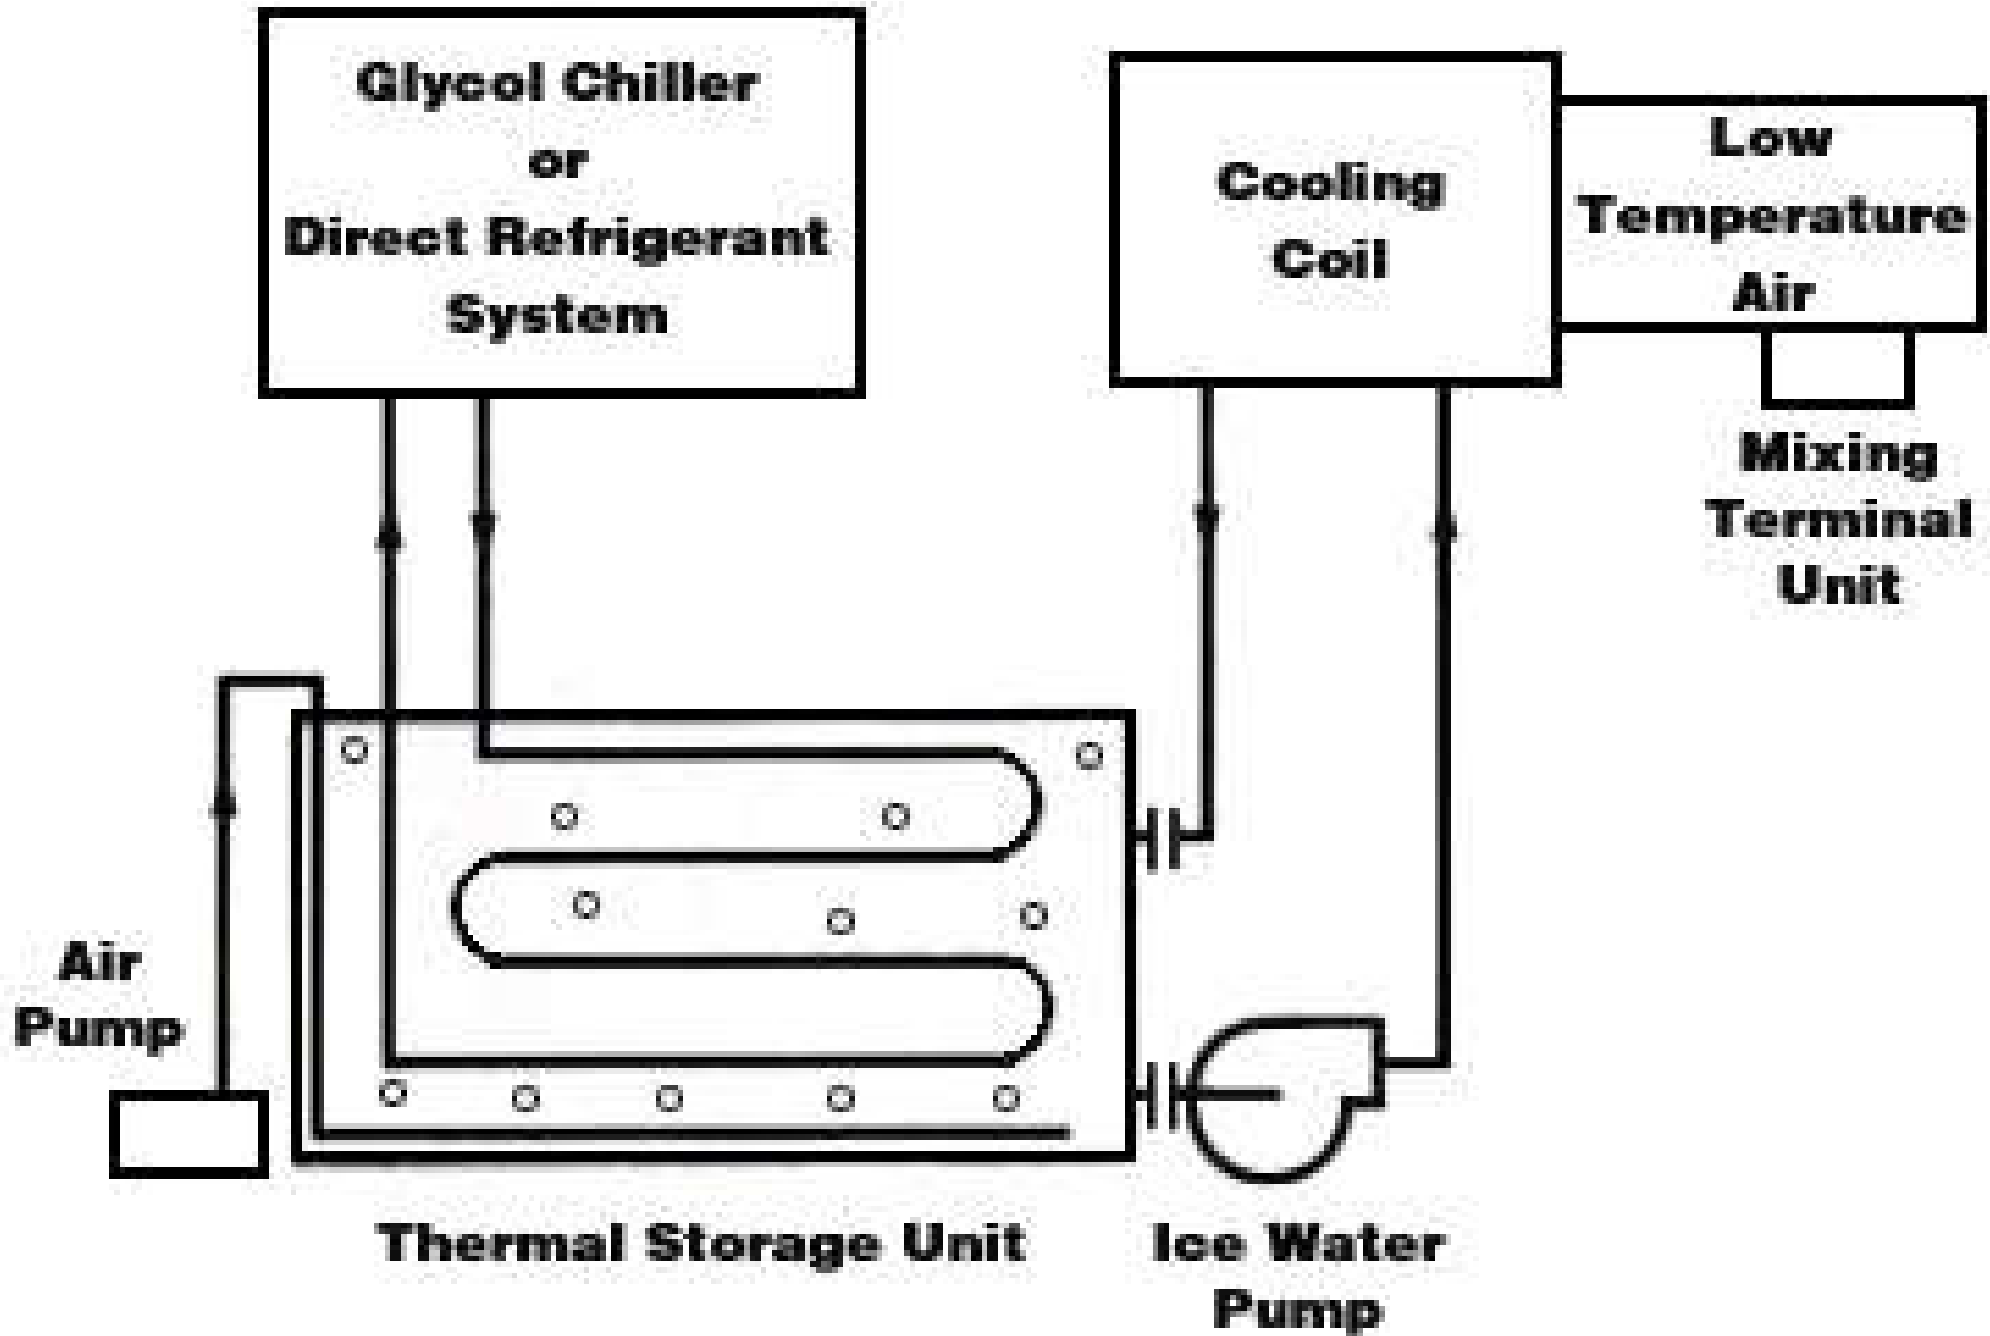 Glycol Chiller
or
Direct Refrigerant
System
Cooling
Coil
Low
Temperature
Air
Mixing
Terminal
Unit
Air
Pump
Thermal Storage Unit
Ice Water
Pump